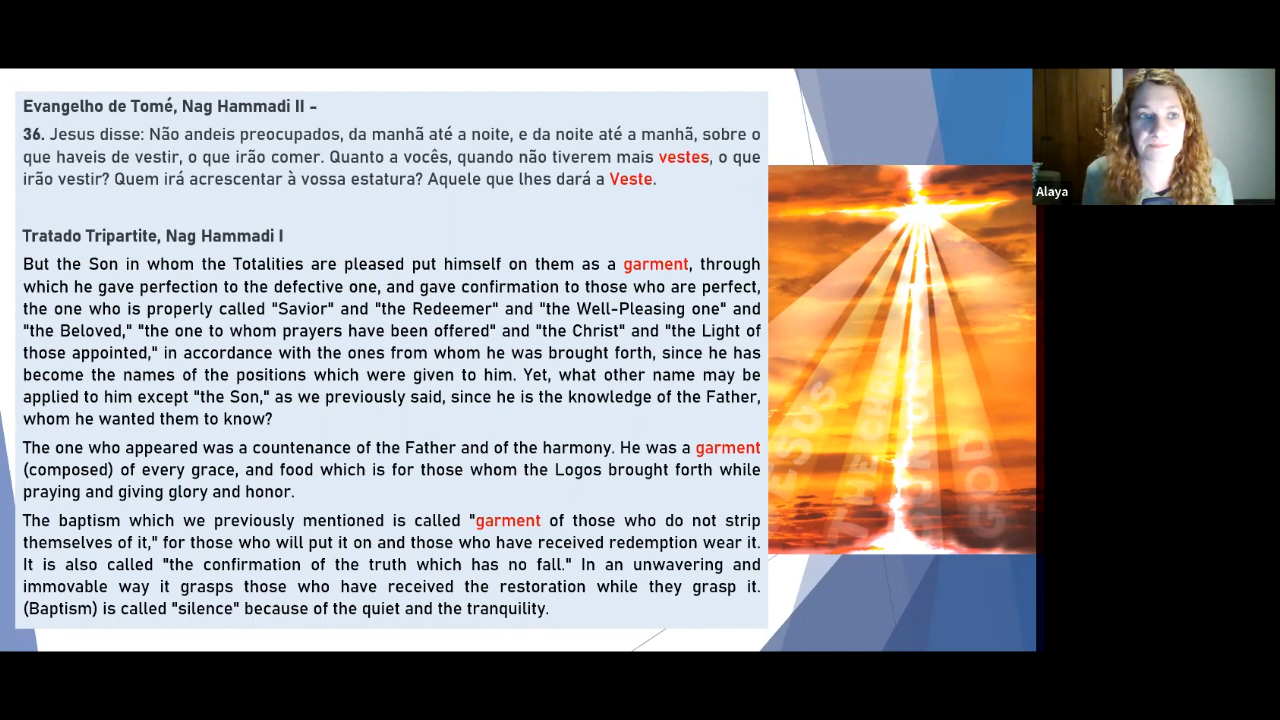 Evangelho de Tomé, Nag Hammadi II -
36. Jesus disse: Não andeis preocupados, da manhã até a noite, e da noite até a manhã, sobre o
que haveis de vestir, o que irão comer. Quanto a vocês, quando não tiverem mais vestes, o que
irão vestir? Quem irá acrescentar à vossa estatura? Aquele que lhes dará a Veste.
Tratado Tripartite, Nag Hammadi I
But the Son in whom the Totalities are pleased put himself on them as a garment, through
which he gave perfection to the defective one, and gave confirmation to those who are perfect,
the one who is properly called "Savior" and "the Redeemer" and "the Well-Pleasing one" and
"the Beloved," "the one to whom prayers have been offered" and "the Christ" and "the Light of
those appointed," in accordance with the ones from whom he was brought forth, since he has
become the names of the positions which were given to him. Yet, what other name may be
applied to him except "the Son," as we previously said, since he is the knowledge of the Father,
whom he wanted them to know?
The one who appeared was a countenance of the Father and of the harmony. He was a garment
(composed) of every grace, and food which is for those whom the Logos brought forth while
praying and giving glory and honor.
The baptism which we previously mentioned is called "garment of those who do not strip
themselves of it," for those who will put it on and those who have received redemption wear it.
It is also called "the confirmation of the truth which has no fall." In an unwavering and
immovable way it grasps those who have received the restoration while they grasp it.
(Baptism) is called "silence" because of the quiet and the tranquility.
THE
GOD
Alaya